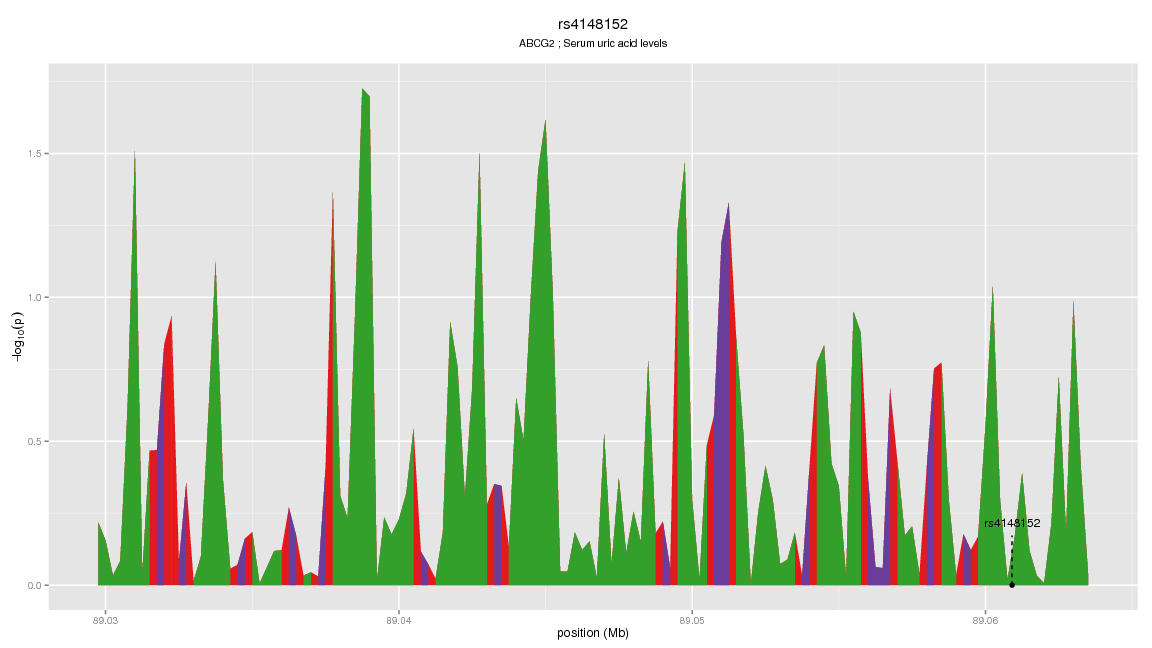 rs4148152
ABCG2 ; Serum uric acid levels
−log₁₀(p)
1.5
1.0
0.5
0.0
rs4148152
89.03
89.04
89.05
89.06
position (Mb)